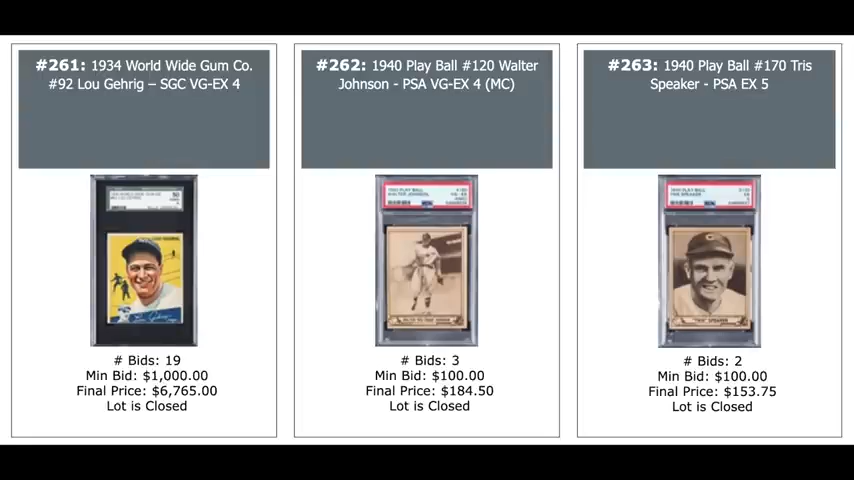 #261: 1934 World Wide Gum Co.
#92 Lou Gehrig – SGC VG-EX 4
# Bids: 19
Min Bid: $1,000.00
Final Price: $6,765.00
Lot is Closed
#262: 1940 Play Ball #120 Walter
Johnson - PSA VG-EX 4 (MC)
# Bids: 3
Min Bid: $100.00
Final Price: $184.50
Lot is Closed
#263: 1940 Play Ball #170 Tris
Speaker - PSA EX 5
# Bids: 2
Min Bid: $100.00
Final Price: $153.75
Lot is Closed